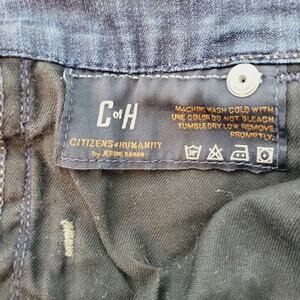 C of H
CITIZENS of HUMANITY
by JEROME DAHAN
MACHINE WASH COLD WITH
LIKE COLOR DO NOT BLEACH.
TUMBLE DRY LOW REMOVE
PROMPTLY.